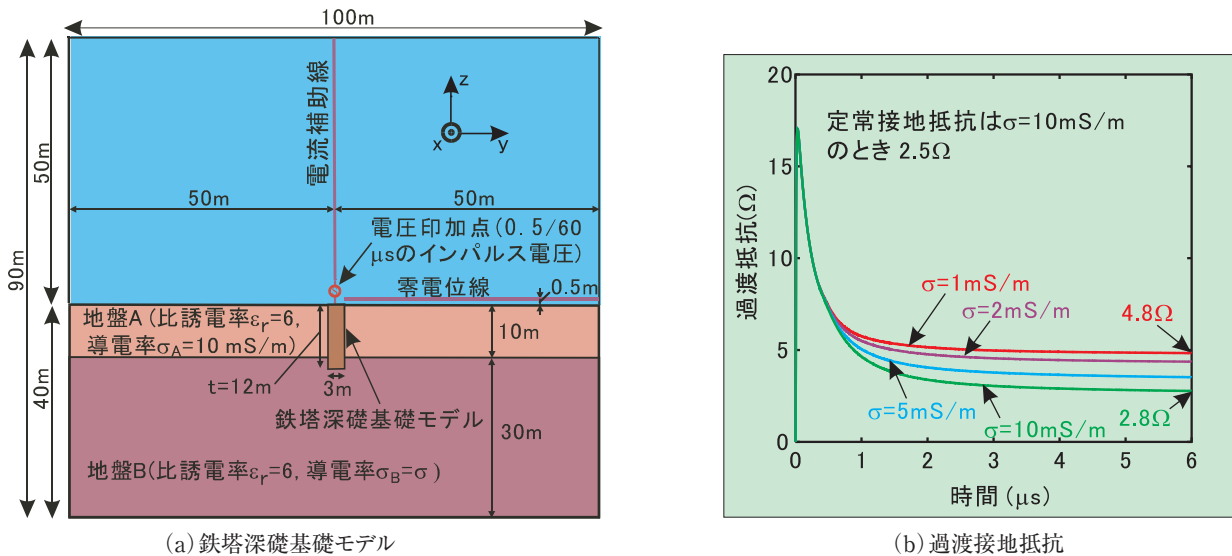 100m
90m
50m
40m
電流補助線
z
x
y
50m
50m
電圧印加点(0.5/60
μsのインパルス電圧)
零電位線
0.5m
地盤A (比誘電率εr=6,
導電率σA=10 mS/m)
10m
t=12m
3m
鉄塔深礎基礎モデル
30m
地盤B(比誘電率εr=6, 導電率σB=σ)
(a)鉄塔深礎基礎モデル
過渡抵抗(Ω)
20
15
10
5
0
定常接地抵抗はσ=10mS/m
のとき 2.5Ω
σ=1mS/m
σ=2mS/m
4.8Ω
σ=5mS/m
σ=10mS/m
2.8Ω
0
1
2
3
4
5
6
時間(μs)
(b)過渡接地抵抗